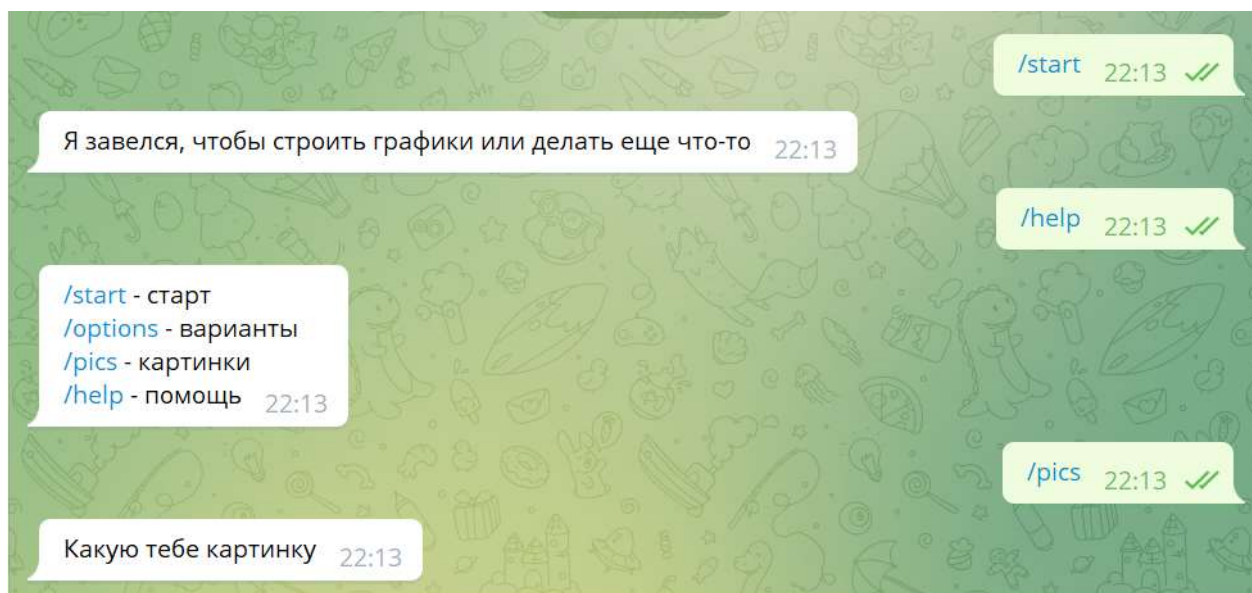 /start 22:13
Я завелся, чтобы строить графики или делать еще что-то 22:13
/help 22:13
/start - старт
/options - варианты
/pics - картинки
/help - помощь 22:13
/pics 22:13
Какую тебе картинку 22:13